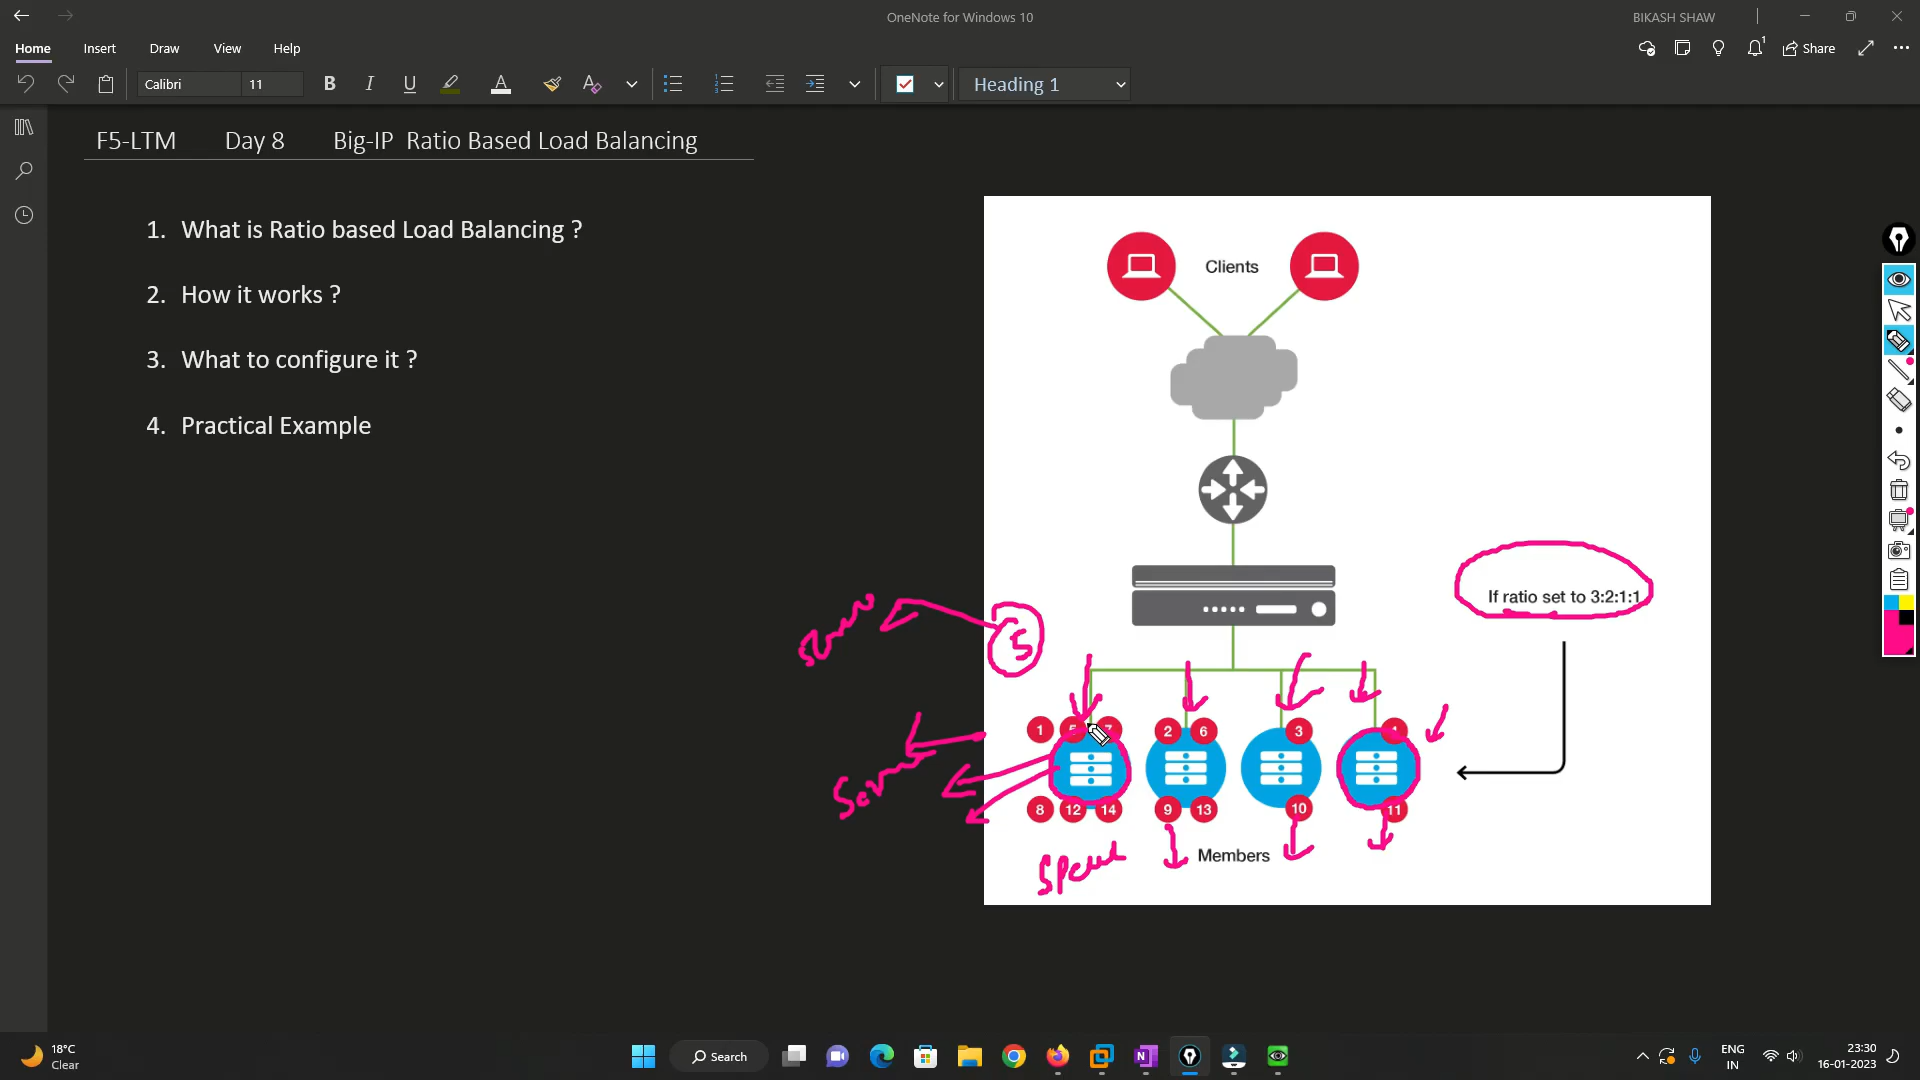 OneNote for Windows 10
BIKASH SHAW
Home Insert Draw View Help
1 Share
Calibri 11 B I U A A Heading 1
F5-LTM Day 8 Big-IP Ratio Based Load Balancing
1. What is Ratio based Load Balancing ?
2. How it works ?
3. What to configure it ?
4. Practical Example
Clients
If ratio set to 3:2:1:1
5
1 5 7 2 6 3 4
8 12 14 9 13 10 11
Members
18°C
Clear
Search
ENG
IN
23:30
16-01-2023